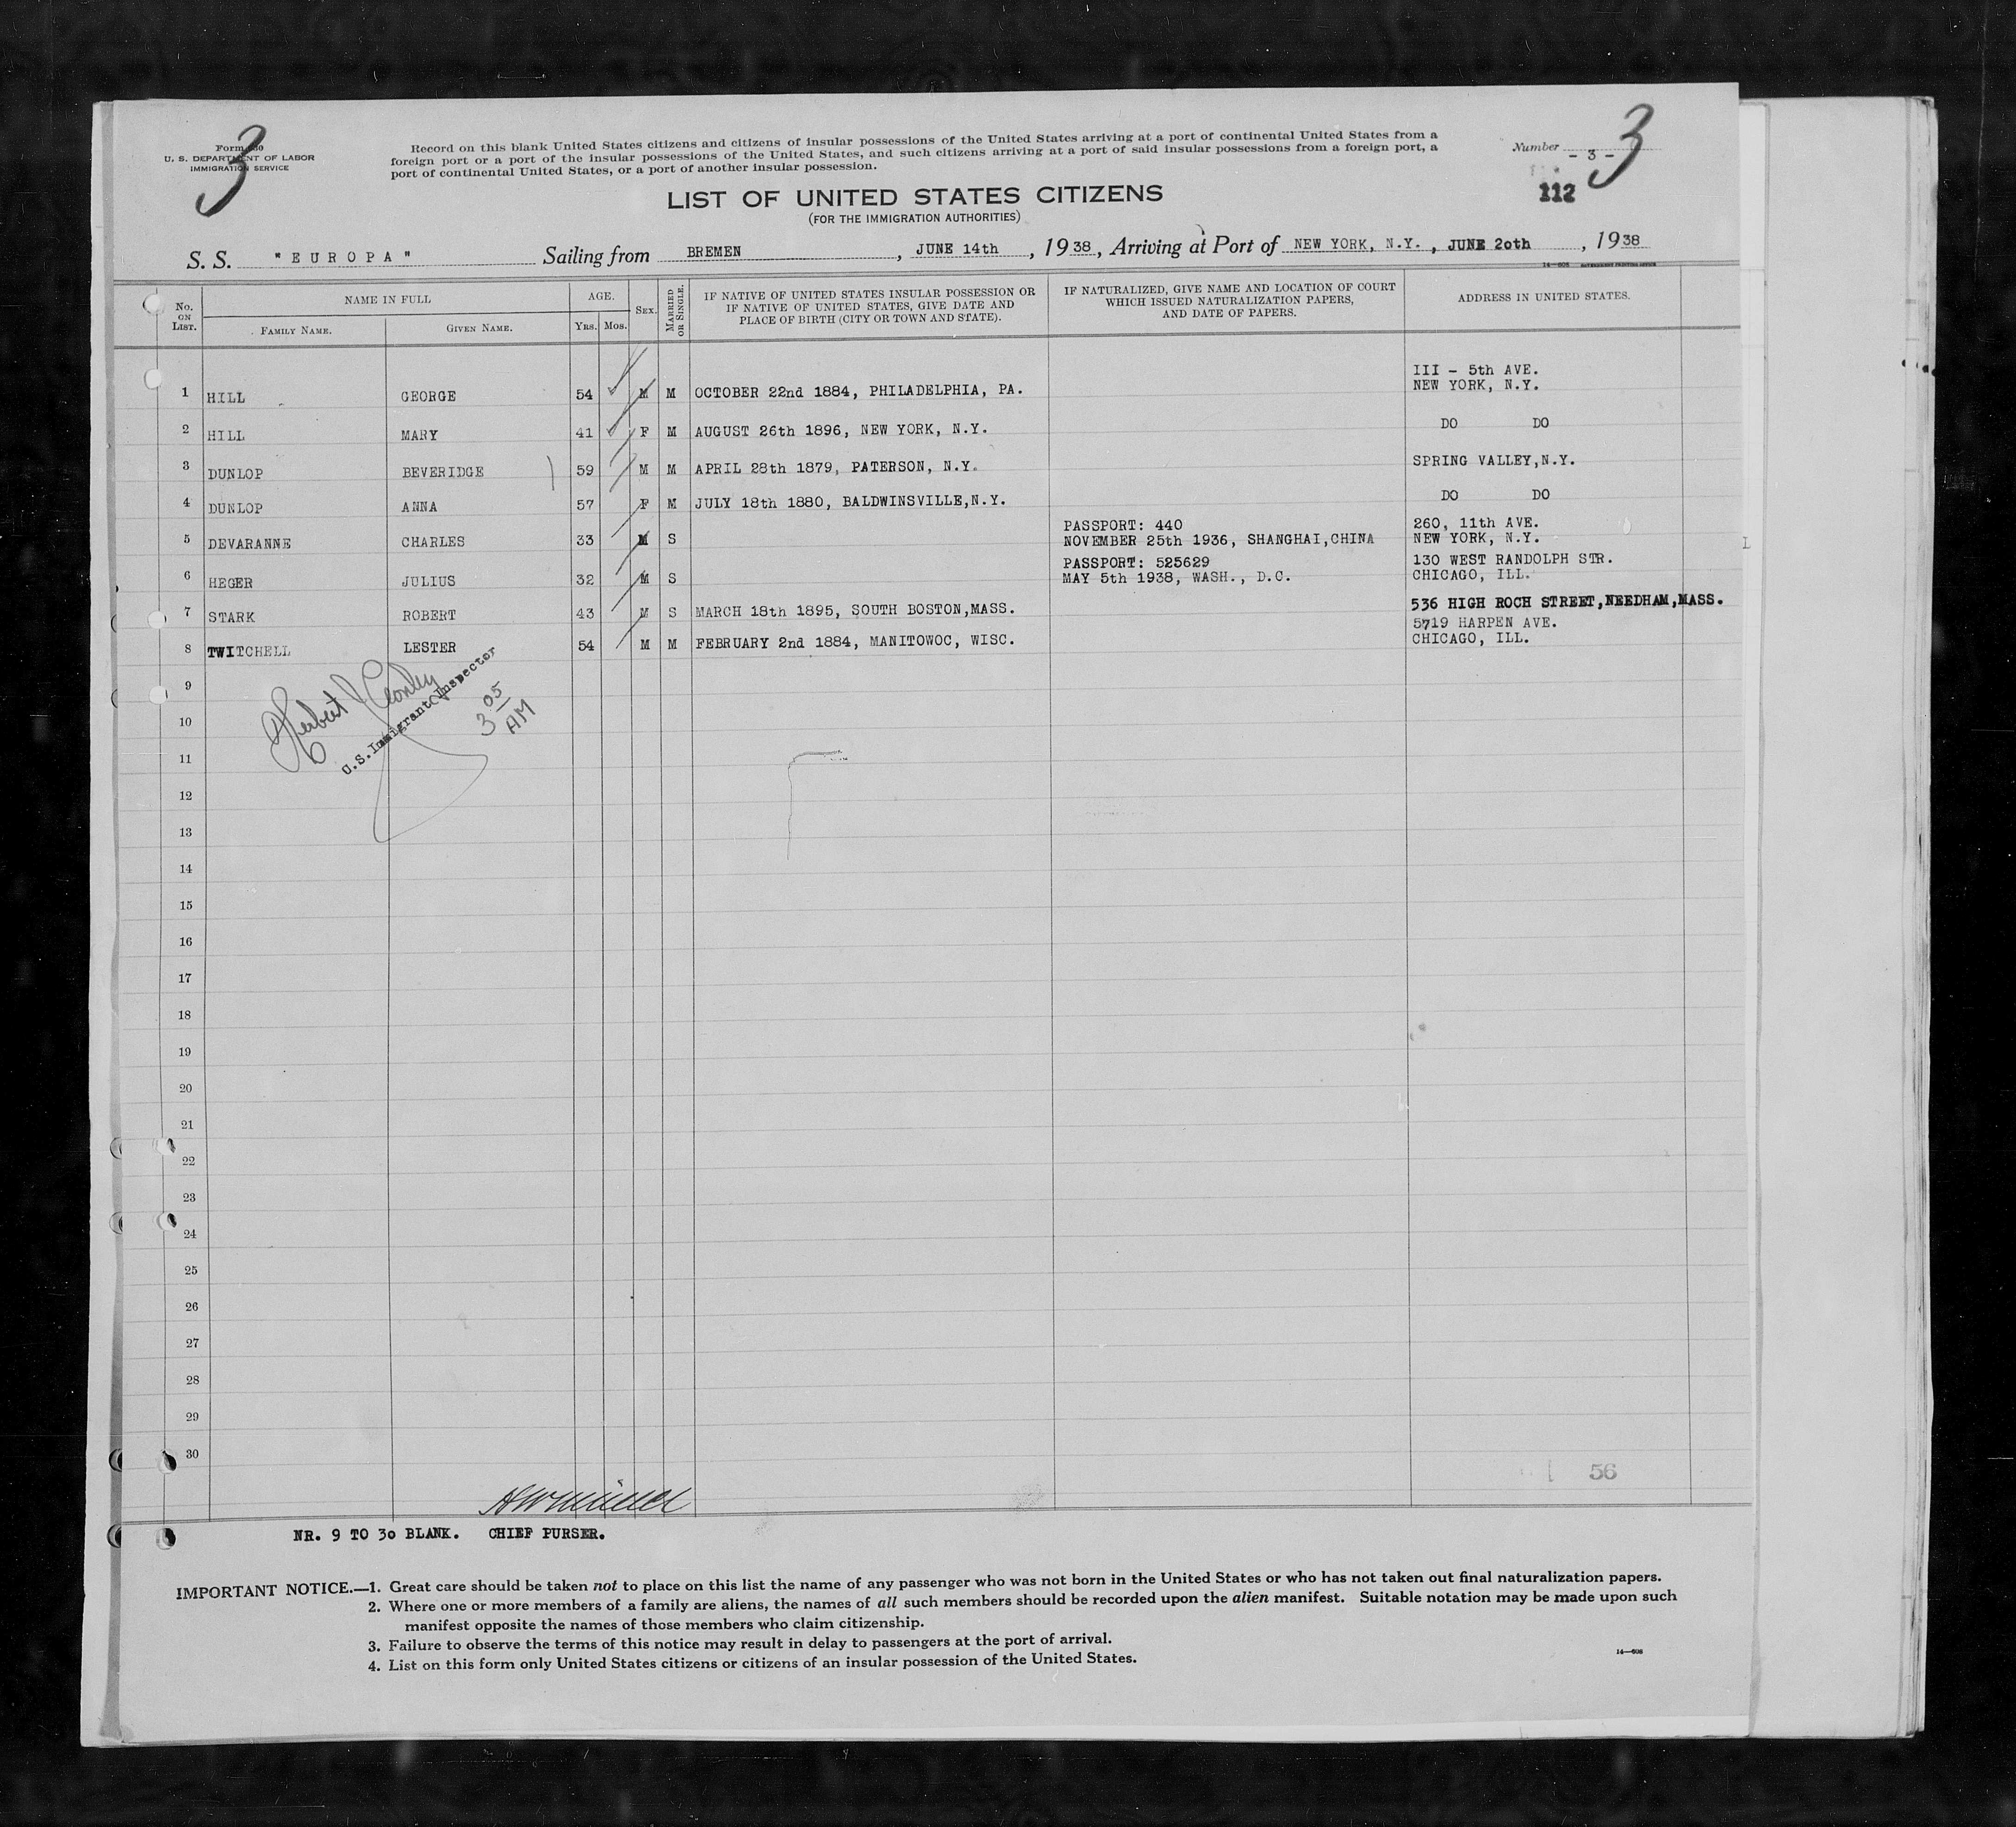 3
3
Form 630
U. S. DEPARTMENT OF LABOR
IMMIGRATION SERVICE
Record on this blank United States citizens and citizens of insular possessions of the United States arriving at a port of continental United States from a
foreign port or a port of the insular possessions of the United States, and such citizens arriving at a port of said insular possessions from a foreign port, a
port of continental United States, or a port of another insular possession.
Number - 3 -
112
LIST OF UNITED STATES CITIZENS
(FOR THE IMMIGRATION AUTHORITIES)
S. S. "EUROPA" Sailing from BREMEN, JUNE 14th, 1938, Arriving at Port of NEW YORK, N.Y., JUNE 20th, 1938
No. ON LIST. NAME IN FULL FAMILY NAME. GIVEN NAME. AGE. Yrs. Mos. SEX. MARRIED OR SINGLE.
IF NATIVE OF UNITED STATES INSULAR POSSESSION OR
IF NATIVE OF UNITED STATES, GIVE DATE AND
PLACE OF BIRTH (CITY OR TOWN AND STATE).
IF NATURALIZED, GIVE NAME AND LOCATION OF COURT
WHICH ISSUED NATURALIZATION PAPERS,
AND DATE OF PAPERS.
ADDRESS IN UNITED STATES.
III - 5th AVE.
1 HILL GEORGE 54 M M OCTOBER 22nd 1884, PHILADELPHIA, PA. NEW YORK, N.Y.
2 HILL MARY 41 F M AUGUST 26th 1896, NEW YORK, N.Y. DO DO
3 DUNLOP BEVERIDGE 59 M M APRIL 28th 1879, PATERSON, N.Y. SPRING VALLEY,N.Y.
4 DUNLOP ANNA 57 F M JULY 18th 1880, BALDWINSVILLE,N.Y. DO DO
PASSPORT: 440 260, 11th AVE.
5 DEVARANNE CHARLES 33 M S NOVEMBER 25th 1936, SHANGHAI,CHINA NEW YORK, N.Y.
PASSPORT: 525629 130 WEST RANDOLPH STR.
6 HEGER JULIUS 32 M S MAY 5th 1938, WASH., D.C. CHICAGO, ILL.
7 STARK ROBERT 43 M S MARCH 18th 1895, SOUTH BOSTON,MASS. 536 HIGH ROCH STREET,NEEDHAM,MASS.
5719 HARPEN AVE.
8 TWITCHELL LESTER 54 M M FEBRUARY 2nd 1884, MANITOWOC, WISC. CHICAGO, ILL.
U.S. Immigrant Inspector
3 05 AM
9
10
11
12
13
14
15
16
17
18
19
20
21
22
23
24
25
26
27
28
29
30
56
NR. 9 TO 30 BLANK. CHIEF PURSER.
IMPORTANT NOTICE.—1. Great care should be taken not to place on this list the name of any passenger who was not born in the United States or who has not taken out final naturalization papers.
2. Where one or more members of a family are aliens, the names of all such members should be recorded upon the alien manifest. Suitable notation may be made upon such
manifest opposite the names of those members who claim citizenship.
3. Failure to observe the terms of this notice may result in delay to passengers at the port of arrival.
4. List on this form only United States citizens or citizens of an insular possession of the United States.